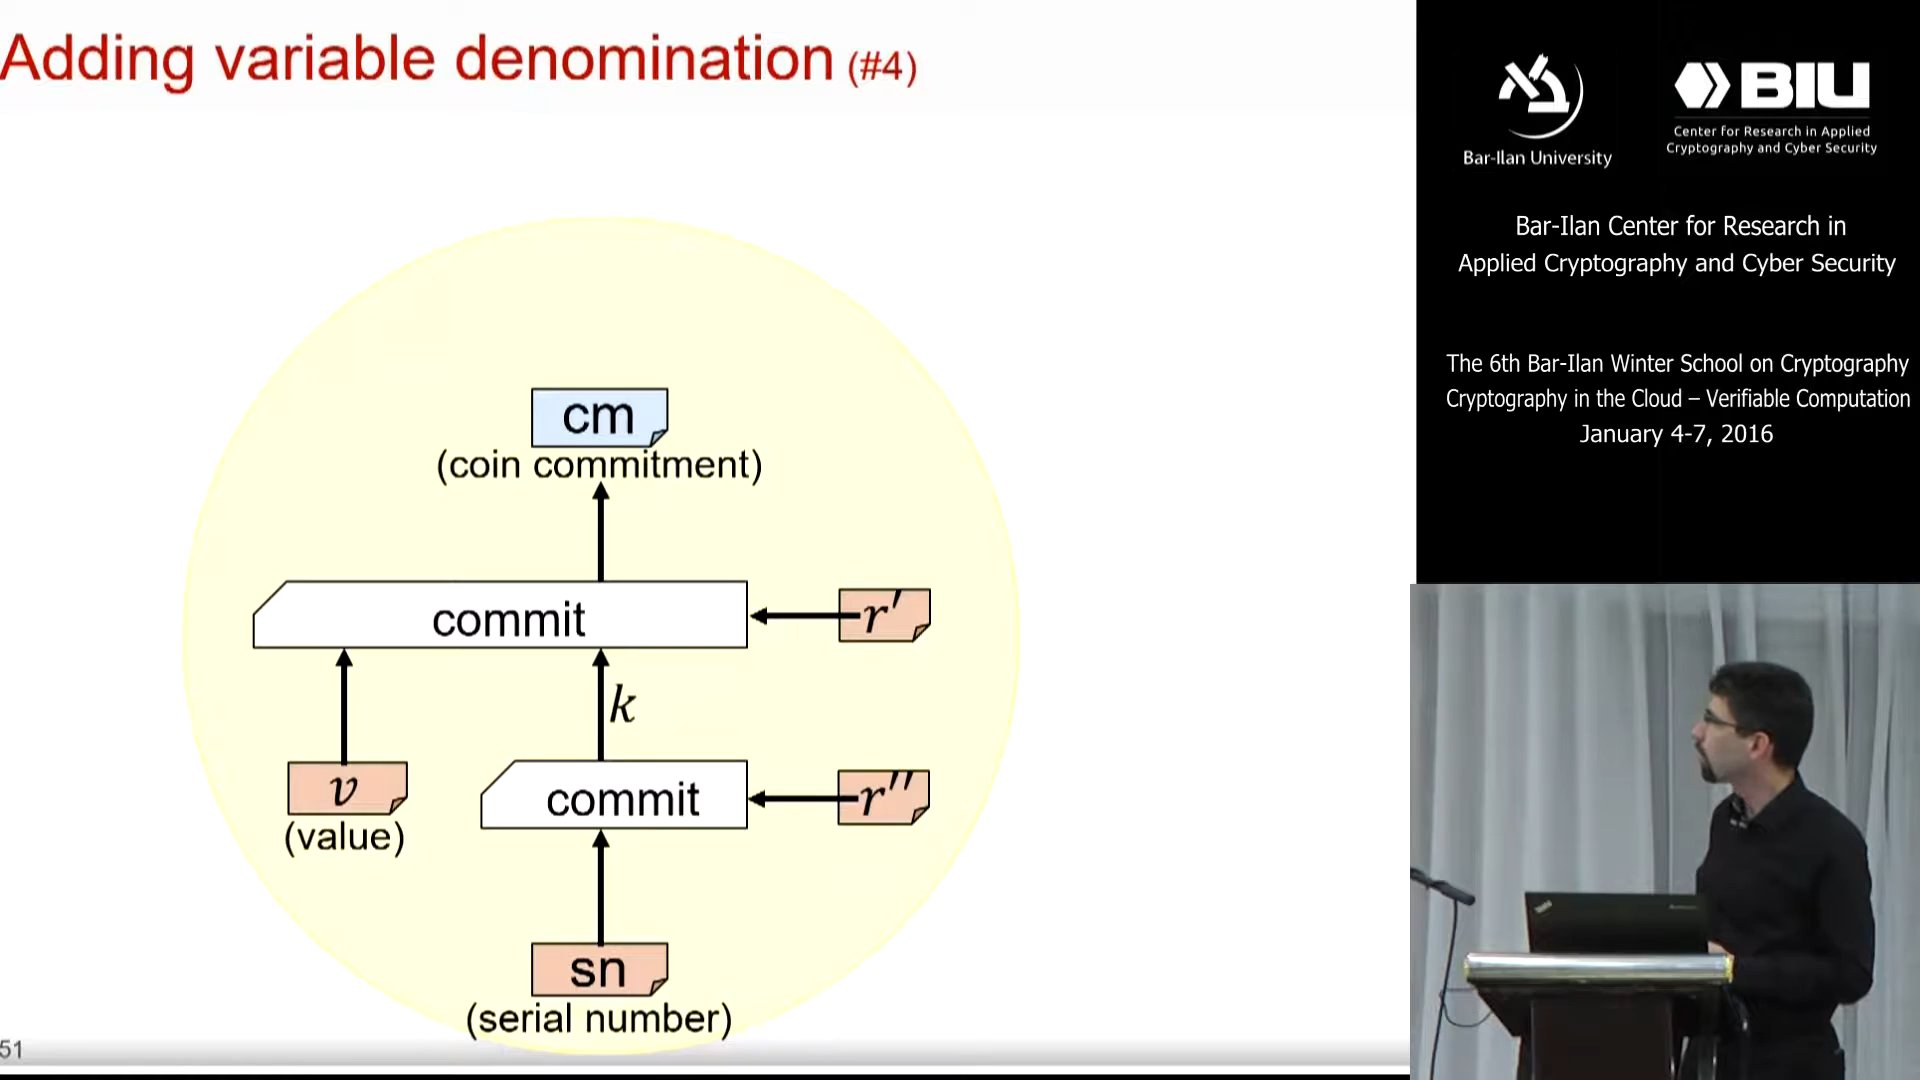 Adding variable denomination (#4)
cm
(coin commitment)
commit
r′
k
v
(value)
commit
r′′
sn
(serial number)
51
Bar-Ilan University
BIU
Center for Research in Applied
Cryptography and Cyber Security
Bar-Ilan Center for Research in
Applied Cryptography and Cyber Security
The 6th Bar-Ilan Winter School on Cryptography
Cryptography in the Cloud – Verifiable Computation
January 4-7, 2016